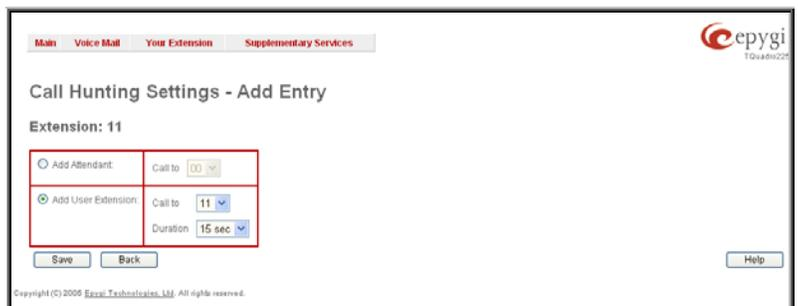 Main Voice Mail Your Extension Supplementary Services
epygi
TQuadro225
Call Hunting Settings - Add Entry
Extension: 11
Add Attendant: Call to 00
Add User Extension: Call to 11
Duration 15 sec
Save Back Help
Copyright (C) 2006 Epygi Technologies, Ltd. All rights reserved.